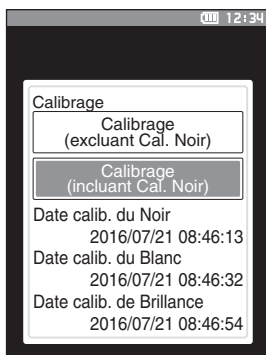 12:34
Calibrage
Calibrage
(excluant Cal. Noir)
Calibrage
(incluant Cal. Noir)
Date calib. du Noir
2016/07/21 08:46:13
Date calib. du Blanc
2016/07/21 08:46:32
Date calib. de Brillance
2016/07/21 08:46:54